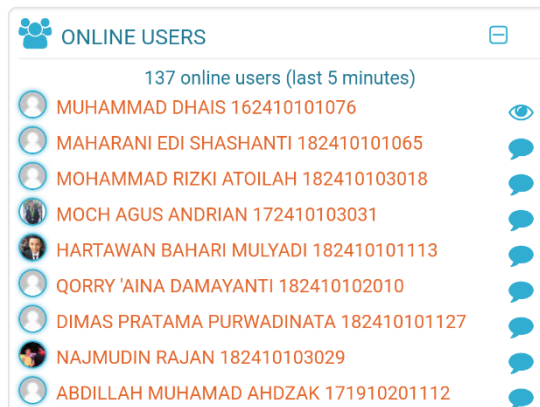 ONLINE USERS
137 online users (last 5 minutes)
MUHAMMAD DHAIS 162410101076
MAHARANI EDI SHASHANTI 182410101065
MOHAMMAD RIZKI ATOILAH 182410103018
MOCH AGUS ANDRIAN 172410103031
HARTAWAN BAHARI MULYADI 182410101113
QORRY 'AINA DAMAYANTI 182410102010
DIMAS PRATAMA PURWADINATA 182410101127
NAJMUDIN RAJAN 182410103029
ABDILLAH MUHAMAD AHDZAK 171910201112